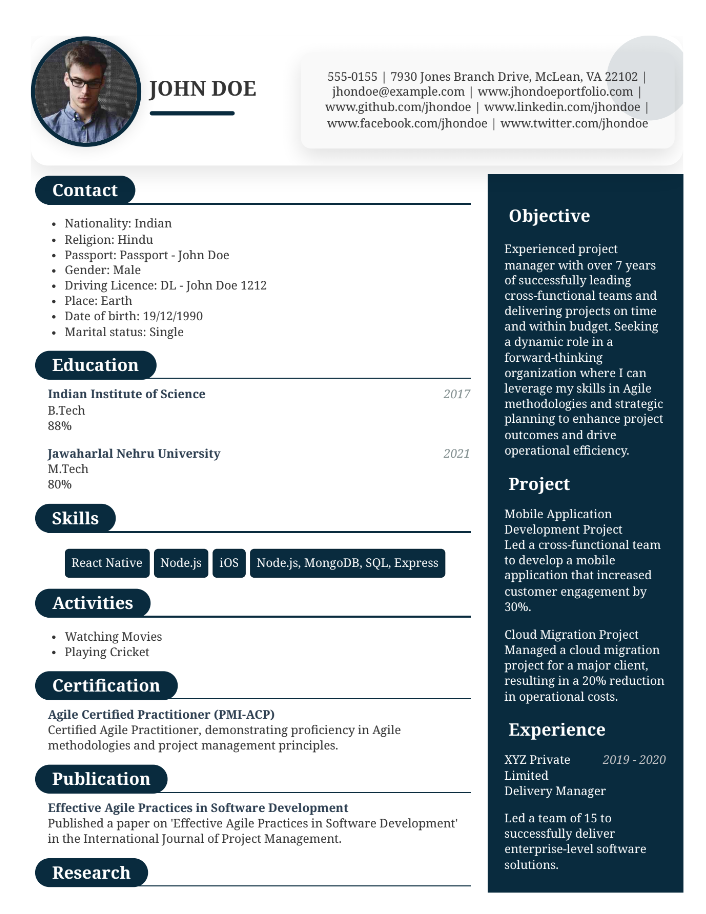 JOHN DOE
555-0155 | 7930 Jones Branch Drive, McLean, VA 22102 |
jhondoe@example.com | www.jhondoeportfolio.com |
www.github.com/jhondoe | www.linkedin.com/jhondoe |
www.facebook.com/jhondoe | www.twitter.com/jhondoe
Contact
• Nationality: Indian
• Religion: Hindu
• Passport: Passport - John Doe
• Gender: Male
• Driving Licence: DL - John Doe 1212
• Place: Earth
• Date of birth: 19/12/1990
• Marital status: Single
Education
Indian Institute of Science 2017
B.Tech
88%
Jawaharlal Nehru University 2021
M.Tech
80%
Skills
React Native Node.js iOS Node.js, MongoDB, SQL, Express
Activities
• Watching Movies
• Playing Cricket
Certification
Agile Certified Practitioner (PMI-ACP)
Certified Agile Practitioner, demonstrating proficiency in Agile
methodologies and project management principles.
Publication
Effective Agile Practices in Software Development
Published a paper on 'Effective Agile Practices in Software Development'
in the International Journal of Project Management.
Research
Objective
Experienced project
manager with over 7 years
of successfully leading
cross-functional teams and
delivering projects on time
and within budget. Seeking
a dynamic role in a
forward-thinking
organization where I can
leverage my skills in Agile
methodologies and strategic
planning to enhance project
outcomes and drive
operational efficiency.
Project
Mobile Application
Development Project
Led a cross-functional team
to develop a mobile
application that increased
customer engagement by
30%.
Cloud Migration Project
Managed a cloud migration
project for a major client,
resulting in a 20% reduction
in operational costs.
Experience
XYZ Private 2019 - 2020
Limited
Delivery Manager
Led a team of 15 to
successfully deliver
enterprise-level software
solutions.